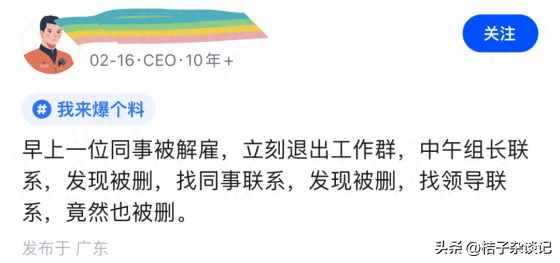 关注
02-16·CEO·10年+
# 我来爆个料
早上一位同事被解雇，立刻退出工作群，中午组长联
系，发现被删，找同事联系，发现被删，找领导联
系，竟然也被删。
发布于 广东
头条 @桔子杂谈记